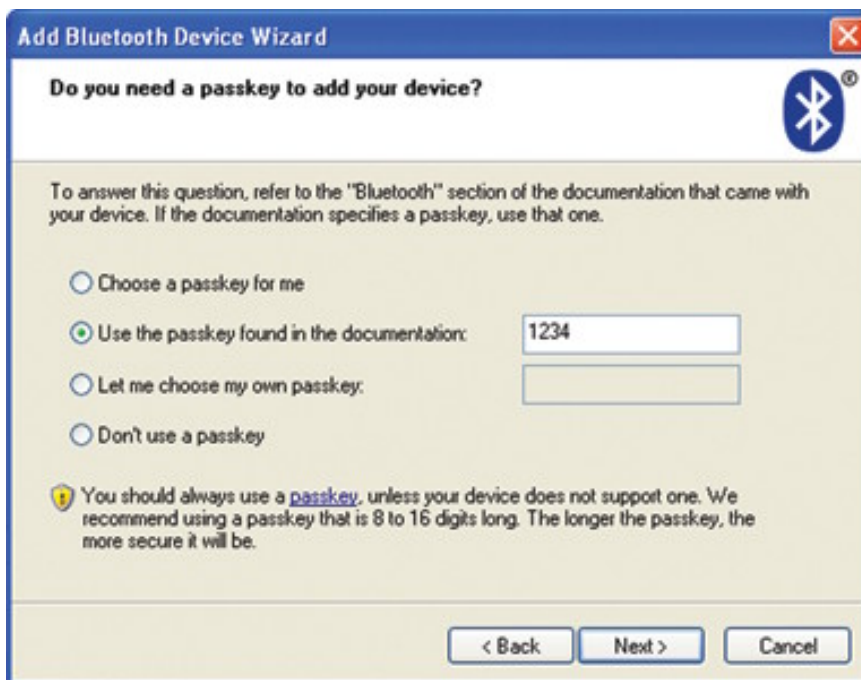 Add Bluetooth Device Wizard
Do you need a passkey to add your device?
®
To answer this question, refer to the "Bluetooth" section of the documentation that came with
your device. If the documentation specifies a passkey, use that one.
Choose a passkey for me
Use the passkey found in the documentation: 1234
Let me choose my own passkey:
Don't use a passkey
You should always use a passkey, unless your device does not support one. We
recommend using a passkey that is 8 to 16 digits long. The longer the passkey, the
more secure it will be.
< Back Next > Cancel